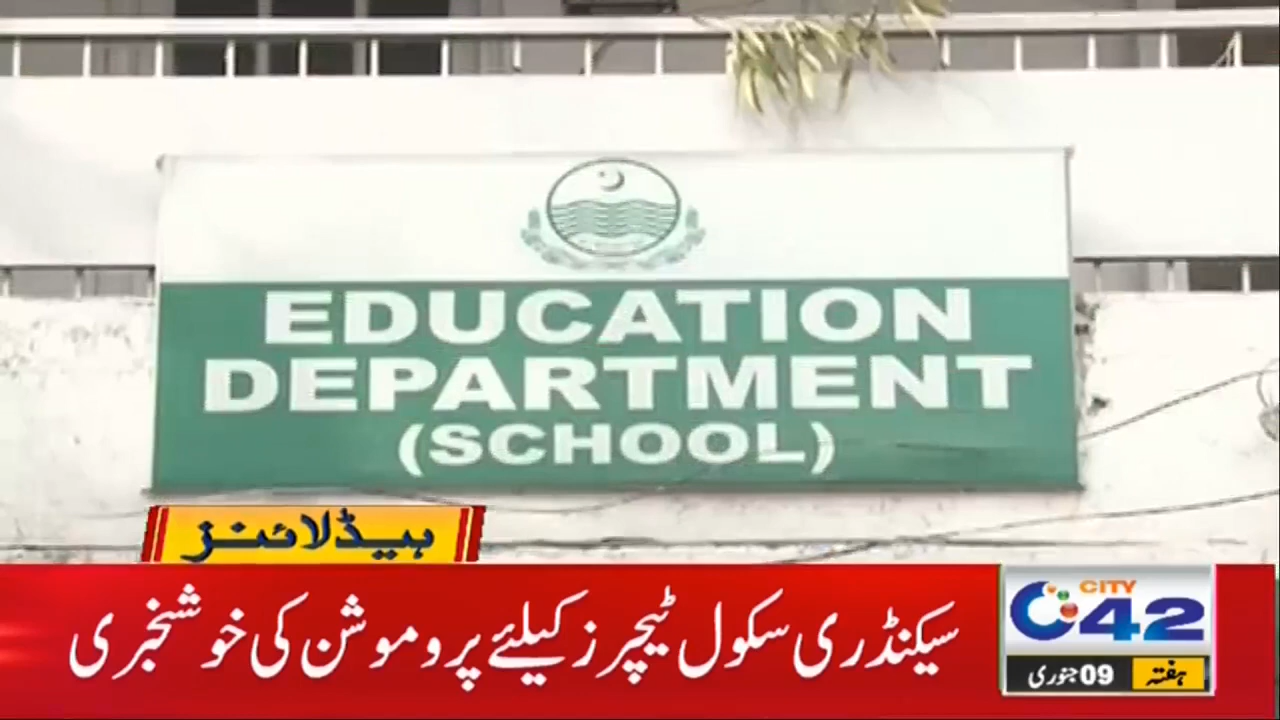 EDUCATION
DEPARTMENT
(SCHOOL)
ہیڈلائنز
سیکنڈری سکول ٹیچرز کیلئے پروموشن کی خوشخبری
CITY
42
ہفتہ 09 جنوری